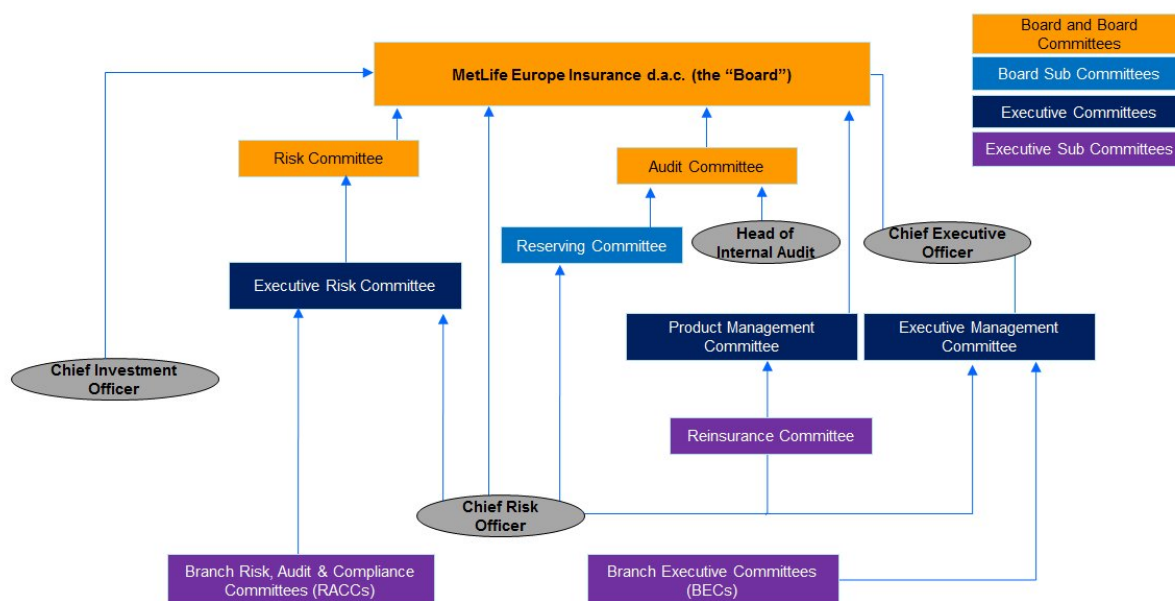 Board and Board
Committees
MetLife Europe Insurance d.a.c. (the “Board”)
Board Sub Committees
Executive Committees
Executive Sub Committees
Risk Committee
Audit Committee
Reserving Committee
Head of
Internal Audit
Chief Executive
Officer
Executive Risk Committee
Product Management
Committee
Executive Management
Committee
Chief Investment
Officer
Reinsurance Committee
Chief Risk
Officer
Branch Risk, Audit & Compliance
Committees (RACCs)
Branch Executive Committees
(BECs)